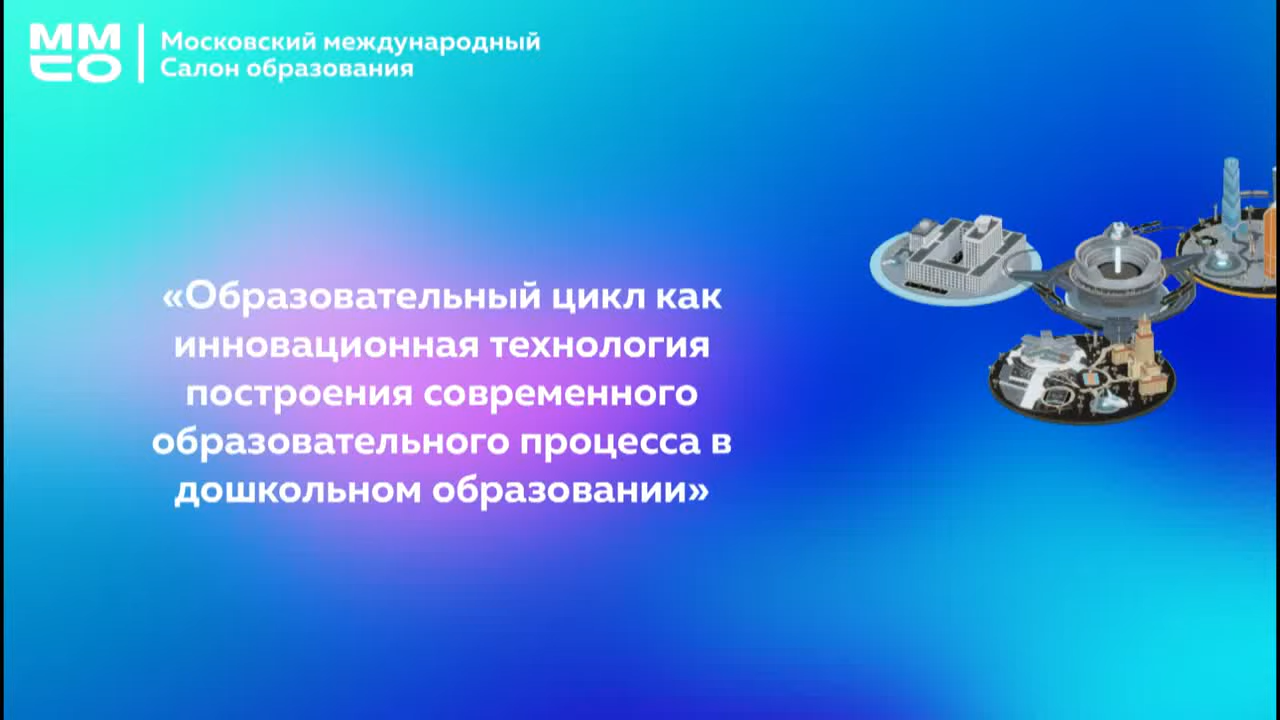 ММ
СО
Московский международный
Салон образования
«Образовательный цикл как
инновационная технология
построения современного
образовательного процесса в
дошкольном образовании»